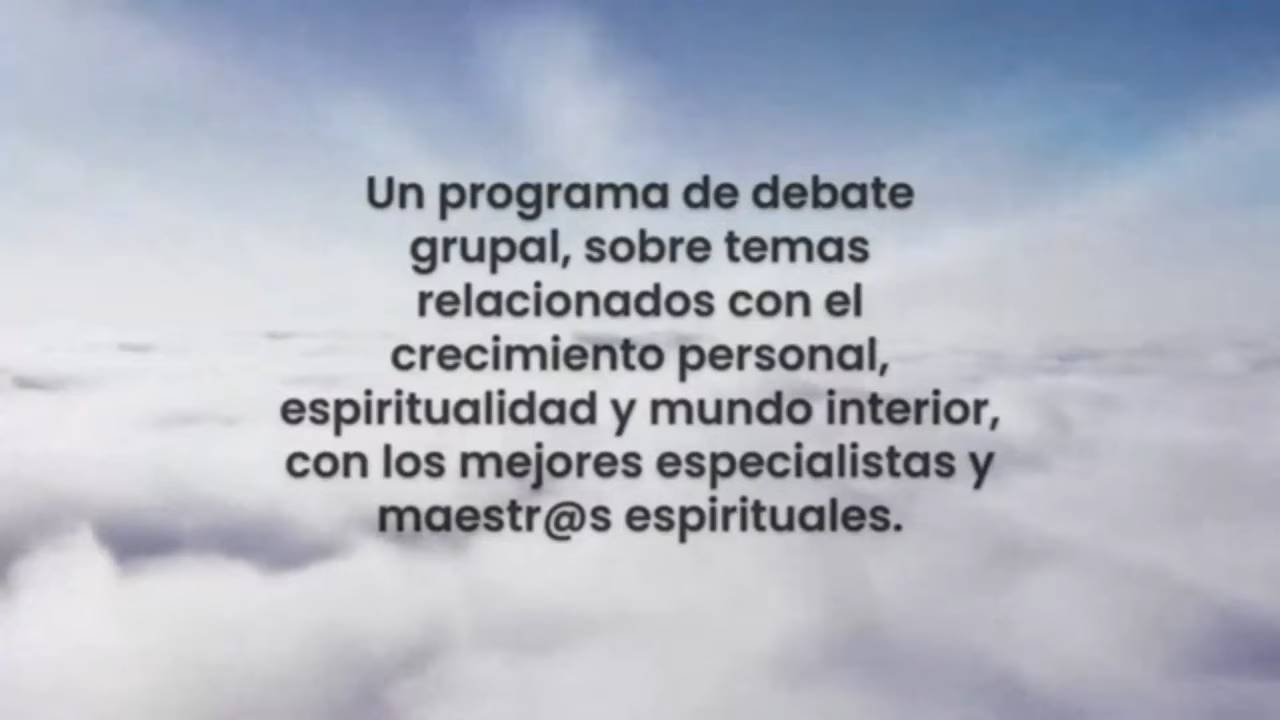 Un programa de debate
grupal, sobre temas
relacionados con el
crecimiento personal,
espiritualidad y mundo interior,
con los mejores especialistas y
maestr@s espirituales.